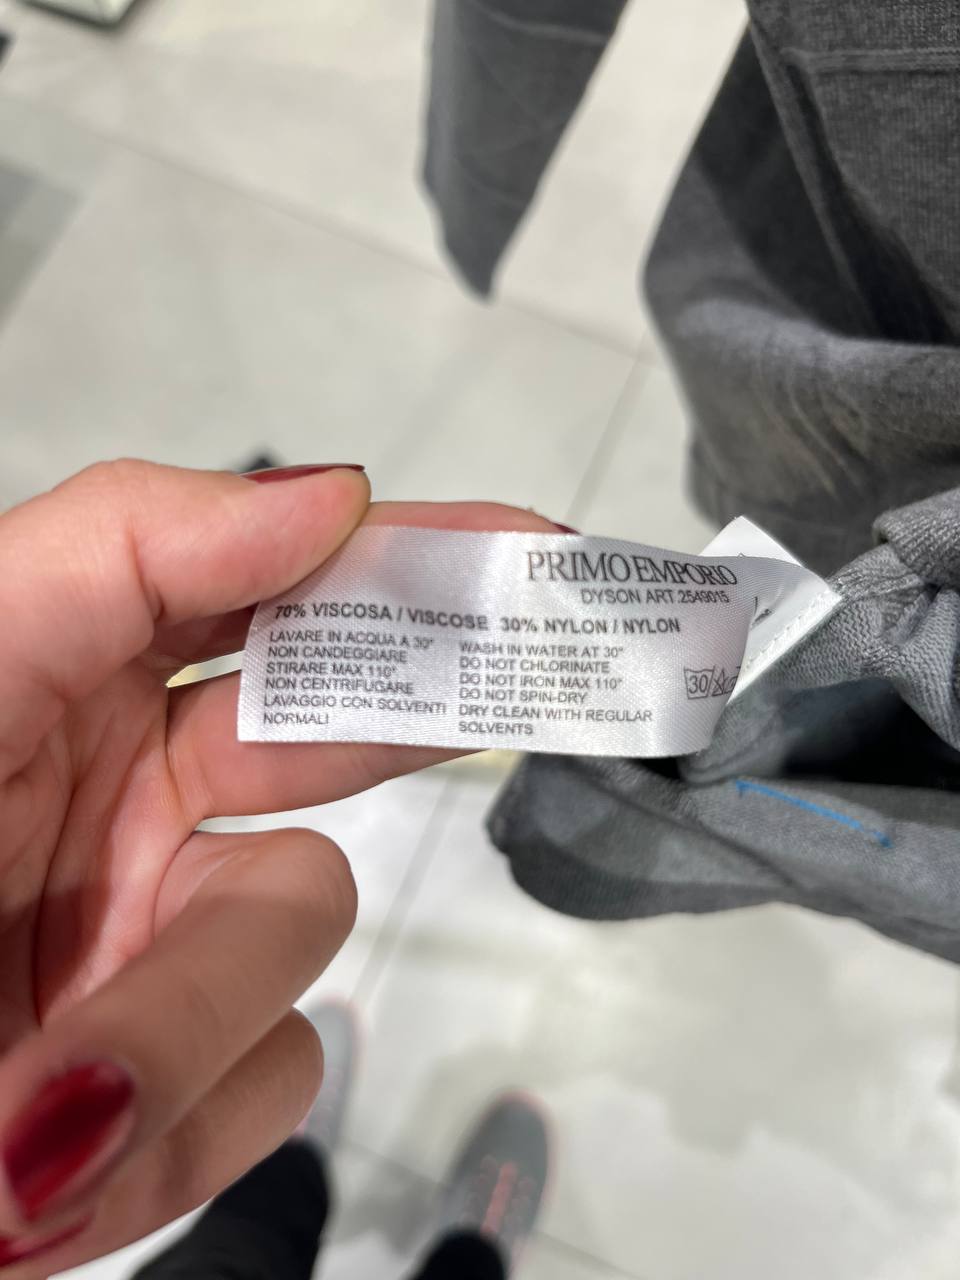 PRIMO EMPORIO
DYSON ART.2549015
70% VISCOSA / VISCOSE 30% NYLON / NYLON
LAVARE IN ACQUA A 30°
NON CANDEGGIARE
STIRARE MAX 110°
NON CENTRIFUGARE
LAVAGGIO CON SOLVENTI
NORMALI
WASH IN WATER AT 30°
DO NOT CHLORINATE
DO NOT IRON MAX 110°
DO NOT SPIN-DRY
DRY CLEAN WITH REGULAR
SOLVENTS
30